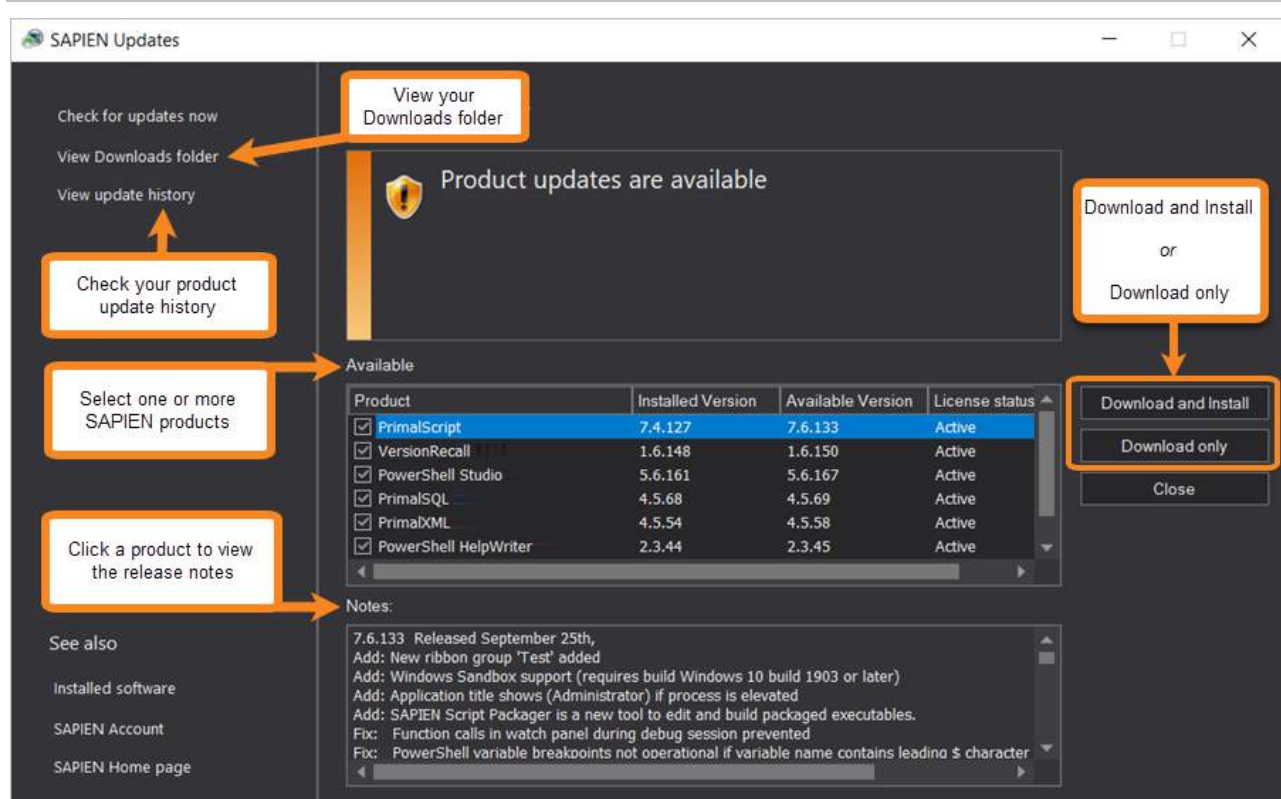 SAPIEN Updates
Check for updates now
View Downloads folder
View update history
View your
Downloads folder
Product updates are available
Download and Install
or
Download only
Check your product
update history
Select one or more
SAPIEN products
Available
Product Installed Version Available Version License status
PrimalScript 7.4.127 7.6.133 Active
VersionRecall 1.6.148 1.6.150 Active
PowerShell Studio 5.6.161 5.6.167 Active
PrimalSQL 4.5.68 4.5.69 Active
PrimalXML 4.5.54 4.5.58 Active
PowerShell HelpWriter 2.3.44 2.3.45 Active
Download and Install
Download only
Close
Click a product to view
the release notes
Notes:
7.6.133 Released September 25th,
Add: New ribbon group 'Test' added
Add: Windows Sandbox support (requires build Windows 10 build 1903 or later)
Add: Application title shows (Administrator) if process is elevated
Add: SAPIEN Script Packager is a new tool to edit and build packaged executables.
Fix: Function calls in watch panel during debug session prevented
Fix: PowerShell variable breakpoints not operational if variable name contains leading $ character
See also
Installed software
SAPIEN Account
SAPIEN Home page